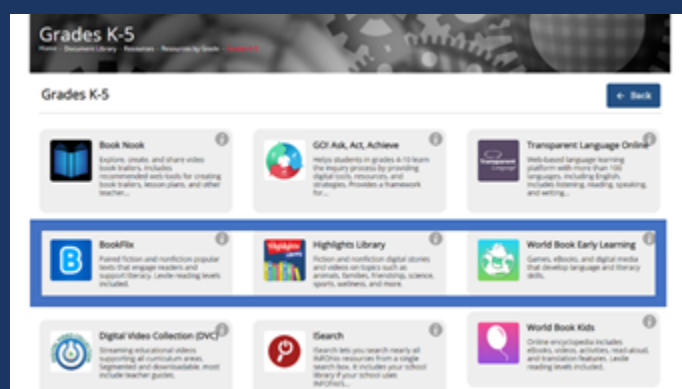 Grades K-5
Home - Document Library - Resources - Resources by Grade - Grades K-5
Grades K-5
← Back
Book Nook
Explore, create, and share video
book trailers, includes
recommended web tools for creating
book trailers, lesson plans, and other
teacher...
GO! Ask, Act, Achieve
Helps students in grades 4-10 learn
the inquiry process by providing
digital tools, resources, and
strategies. Provides a framework
for...
Transparent Language
Transparent Language Online
Web-based language learning
platform with more than 100
languages, including English.
Includes listening, reading, speaking,
and writing...
B
BookFlix
Paired fiction and nonfiction popular
texts that engage readers and
support literacy. Lexile reading levels
included.
Highlights
Highlights Library
Fiction and nonfiction digital stories
and videos on topics such as
animals, families, friendship, science,
sports, wellness, and more.
World Book Early Learning
Games, eBooks, and digital media
that develop language and literacy
skills.
Digital Video Collection (DVC)
Streaming educational videos
supporting all curriculum areas.
Segmented and downloadable, most
include teacher guides.
ISearch
ISearch lets you search nearly all
INFOhio resources from a single
search box. It includes your school
library if your school uses
INFOhio's...
World Book Kids
Online encyclopedia includes
eBooks, videos, activities, read-aloud,
and translation features. Lexile
reading levels included.